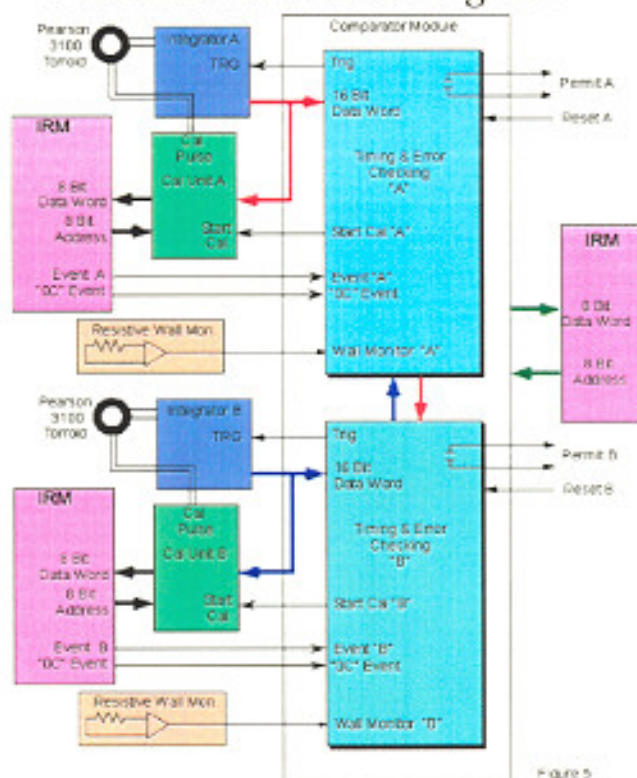 Comparator Module
Pearson
3100
Torroid
Integrator A
TRG
Trig
16 Bit
Data Word
Permit A
Reset A
IRM
Cal
Pulse
Cal Unit A
Timing & Error
Checking
"A"
8 Bit
Data Word
8 Bit
Address
Start
Cal
Start Cal "A"
Event A
"0C" Event
Event "A"
"0C" Event
IRM
8 Bit
Data Word
8 Bit
Address
Resistive Wall Mon
Wall Monitor "A"
Pearson
3100
Torroid
Integrator B
TRG
Trig
16 Bit
Data Word
Permit B
Reset B
IRM
Cal
Pulse
Cal Unit B
Timing & Error
Checking
"B"
8 Bit
Data Word
8 Bit
Address
Start
Cal
Start Cal "B"
Event B
"0C" Event
Event "B"
"0C" Event
Resistive Wall Mon
Wall Monitor "B"
Figure 5